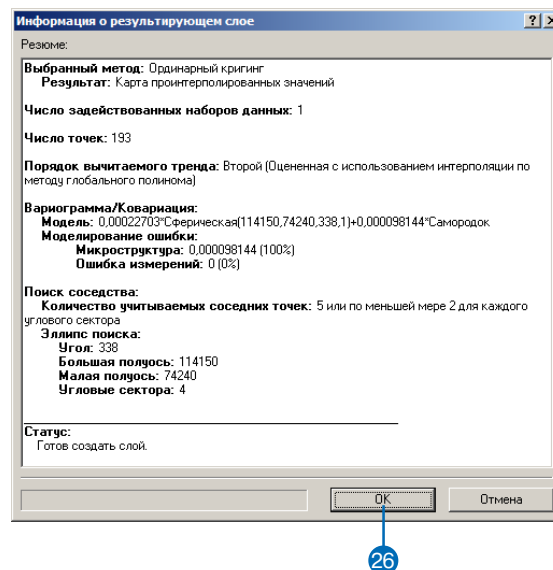 Информация о результирующем слое
Резюме:
Выбранный метод: Ординарный кригинг
Результат: Карта проинтерполированных значений
Число задействованных наборов данных: 1
Число точек: 193
Порядок вычитаемого тренда: Второй (Оцененная с использованием интерполяции по
методу глобального полинома)
Вариограмма/Ковариация:
Модель: 0,00022703*Сферическая(114150,74240,338,1)+0,000098144*Самородок
Моделирование ошибки:
Микроструктура: 0,000098144 (100%)
Ошибка измерений: 0 (0%)
Поиск соседства:
Количество учитываемых соседних точек: 5 или по меньшей мере 2 для каждого
углового сектора
Эллипс поиска:
Угол: 338
Большая полуось: 114150
Малая полуось: 74240
Угловые сектора: 4
Статус:
Готов создать слой.
OK
Отмена
26